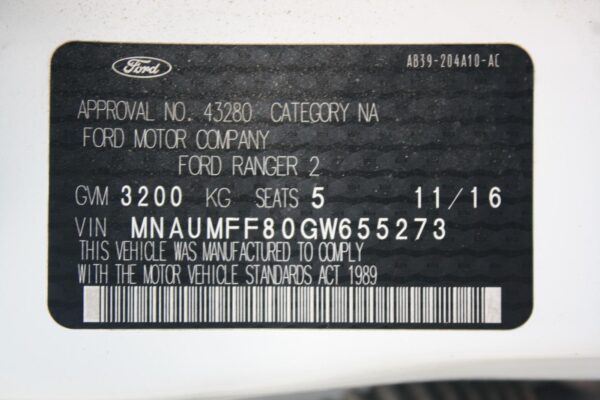 Ford
AB39-204A10-AC
APPROVAL NO. 43280 CATEGORY NA
FORD MOTOR COMPANY
FORD RANGER 2
GVM 3200 KG SEATS 5 11/16
VIN MNAUMFF80GW655273
THIS VEHICLE WAS MANUFACTURED TO COMPLY
WITH THE MOTOR VEHICLE STANDARDS ACT 1989